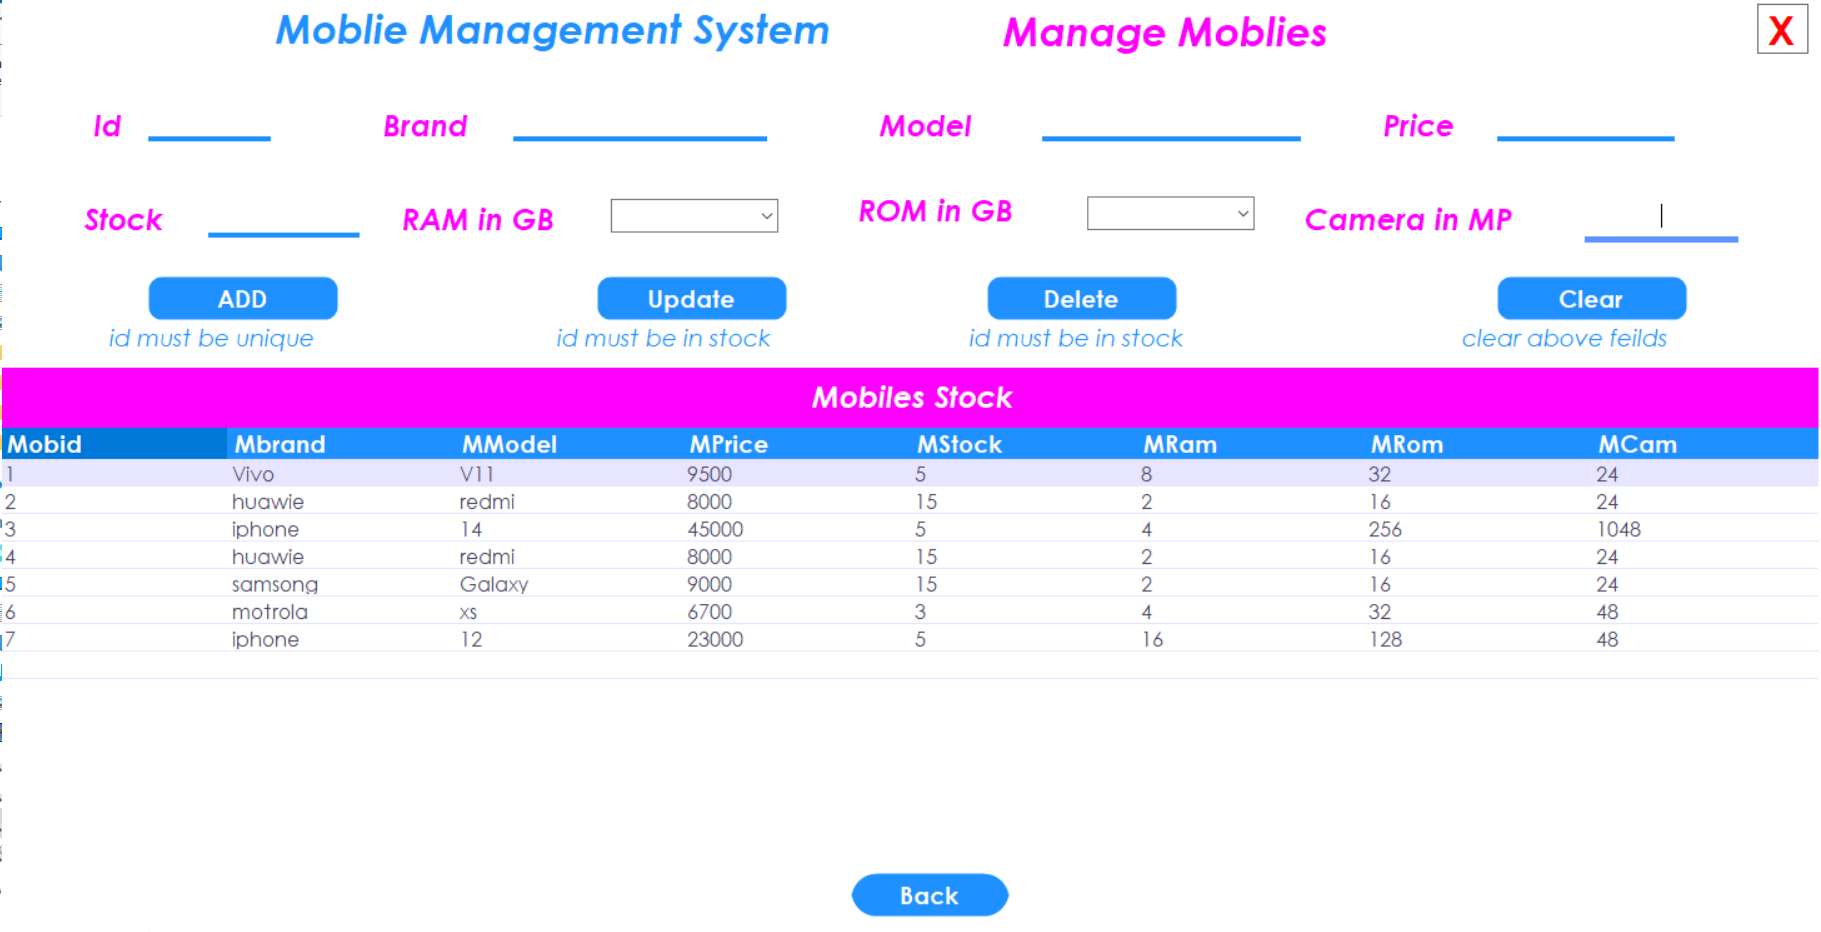 Moblie Management System Manage Moblies X
Id Brand Model Price
Stock RAM in GB ROM in GB Camera in MP
ADD Update Delete Clear
id must be unique id must be in stock id must be in stock clear above feilds
Mobiles Stock
Mobid Mbrand MModel MPrice MStock MRam MRom MCam
1 Vivo V11 9500 5 8 32 24
2 huawie redmi 8000 15 2 16 24
3 iphone 14 45000 5 4 256 1048
4 huawie redmi 8000 15 2 16 24
5 samsong Galaxy 9000 15 2 16 24
6 motrola xs 6700 3 4 32 48
7 iphone 12 23000 5 16 128 48
Back